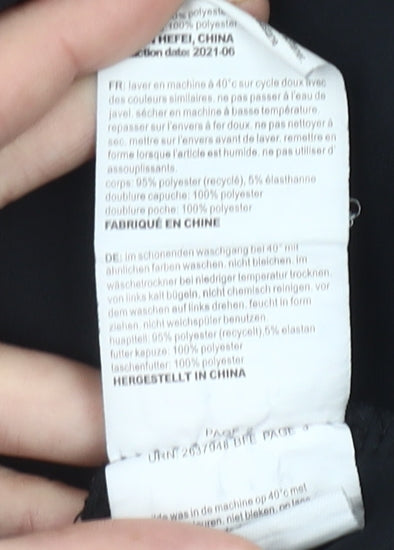 % polyeste
100% polyester
HEFEI, CHINA
ction date: 2021-06
FR: laver en machine à 40°c sur cycle doux avec
des couleurs similaires. ne pas passer à l'eau de
javel. sécher en machine à basse température.
repasser sur l'envers à fer doux. ne pas nettoyer à
sec. mettre sur l'envers avant de laver. remettre en
forme lorsque l'article est humide. ne pas utiliser d'
assouplissants.
corps: 95% polyester (recyclé), 5% élasthanne
doublure capuche: 100% polyester
doublure poche: 100% polyester
FABRIQUÉ EN CHINE
DE: im schonenden waschgang bei 40° mit
ähnlichen farben waschen. nicht bleichen. im
wäschetrockner bei niedriger temperatur trocknen.
von links kalt bügeln. nicht chemisch reinigen. vor
dem waschen auf links drehen. feucht in form
ziehen. nicht weichspüler benutzen.
hauptteil: 95% polyester (recycelt), 5% elastan
futter kapuze: 100% polyester
taschenfutter: 100% polyester
HERGESTELLT IN CHINA
PAGE
URN 2637048 PAGE
was in de machine op 40°c met
euren. niet bleken. on laag